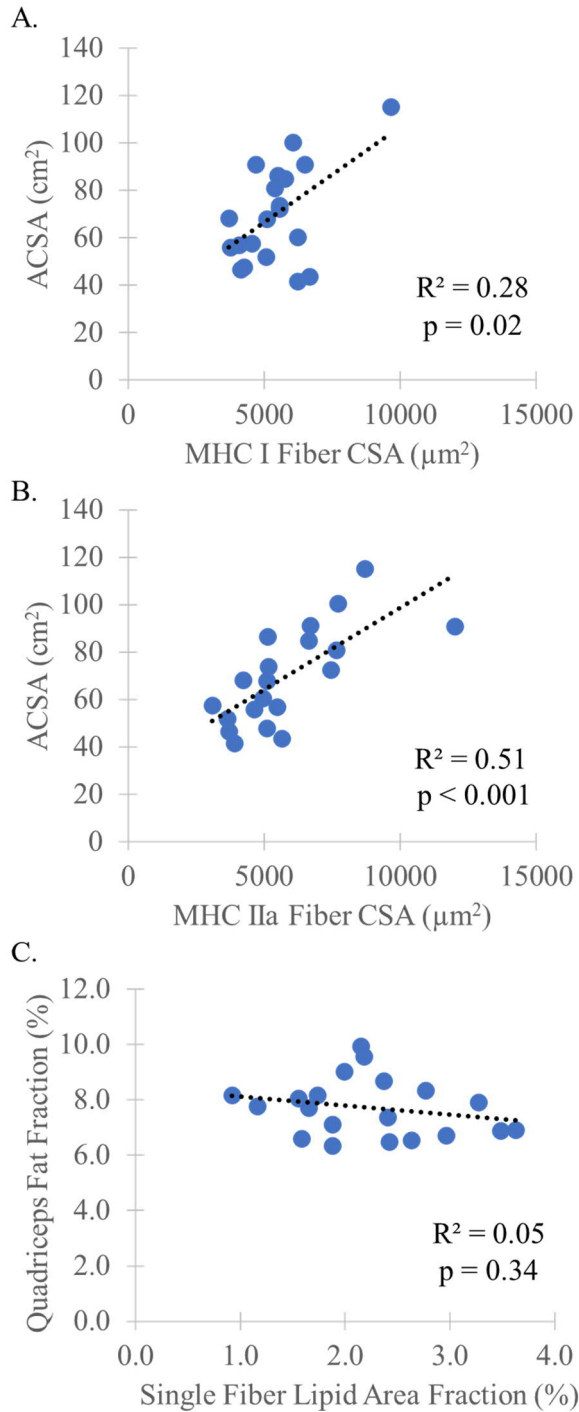 A.
140
120
100
80
60
40
20
0
ACSA (cm²)
R² = 0.28
p = 0.02
0 5000 10000 15000
MHC I Fiber CSA (µm²)
B.
140
120
100
80
60
40
20
0
ACSA (cm²)
R² = 0.51
p < 0.001
0 5000 10000 15000
MHC IIa Fiber CSA (µm²)
C.
12.0
10.0
8.0
6.0
4.0
2.0
0.0
Quadriceps Fat Fraction (%)
R² = 0.05
p = 0.34
0.0 1.0 2.0 3.0 4.0
Single Fiber Lipid Area Fraction (%)